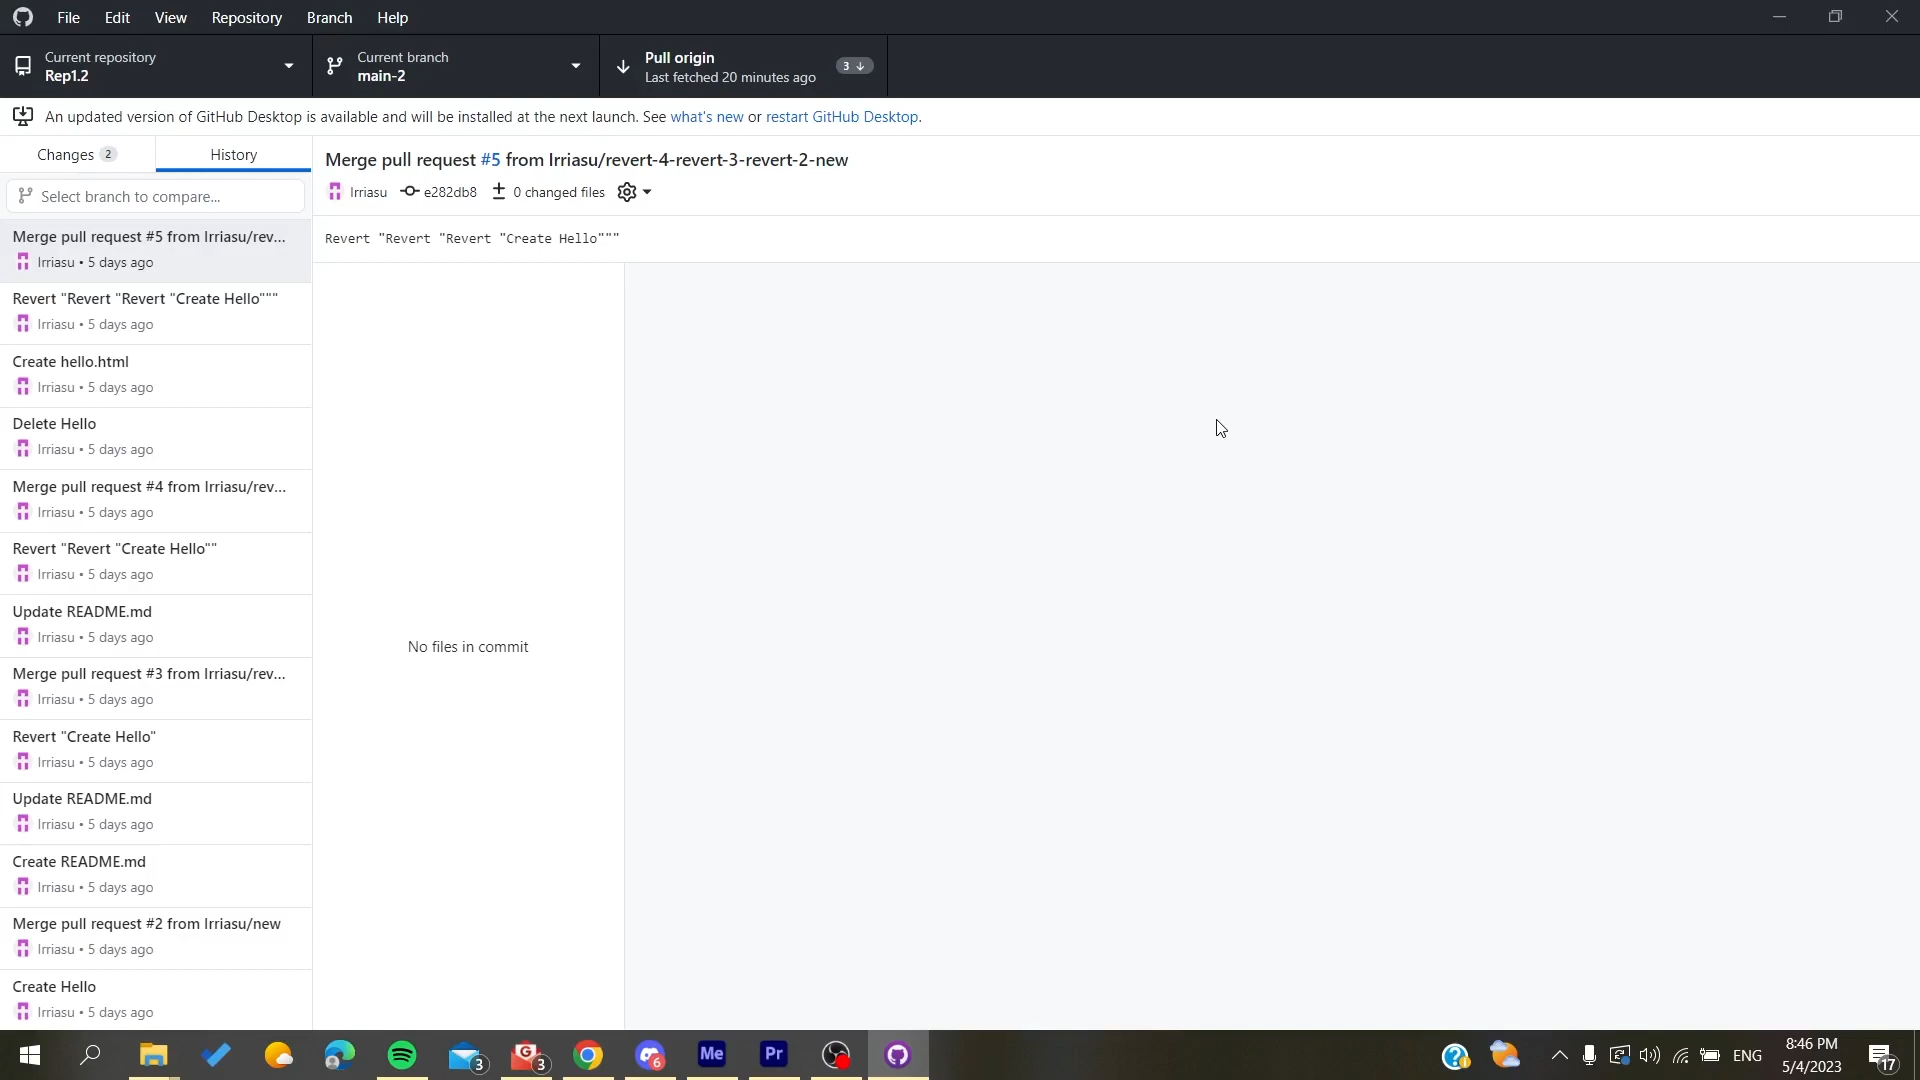 File Edit View Repository Branch Help
Current repository
Rep1.2
Current branch
main-2
Pull origin
Last fetched 20 minutes ago
3
An updated version of GitHub Desktop is available and will be installed at the next launch. See what's new or restart GitHub Desktop.
Changes 2
History
Select branch to compare...
Merge pull request #5 from Irriasu/rev...
Irriasu • 5 days ago
Revert "Revert "Revert "Create Hello"""
Irriasu • 5 days ago
Create hello.html
Irriasu • 5 days ago
Delete Hello
Irriasu • 5 days ago
Merge pull request #4 from Irriasu/rev...
Irriasu • 5 days ago
Revert "Revert "Create Hello""
Irriasu • 5 days ago
Update README.md
Irriasu • 5 days ago
Merge pull request #3 from Irriasu/rev...
Irriasu • 5 days ago
Revert "Create Hello"
Irriasu • 5 days ago
Update README.md
Irriasu • 5 days ago
Create README.md
Irriasu • 5 days ago
Merge pull request #2 from Irriasu/new
Irriasu • 5 days ago
Create Hello
Irriasu • 5 days ago
Merge pull request #5 from Irriasu/revert-4-revert-3-revert-2-new
Irriasu e282db8 0 changed files
Revert "Revert "Revert "Create Hello"""
No files in commit
3
G 3
6
Me
Pr
ENG
8:46 PM
5/4/2023
17